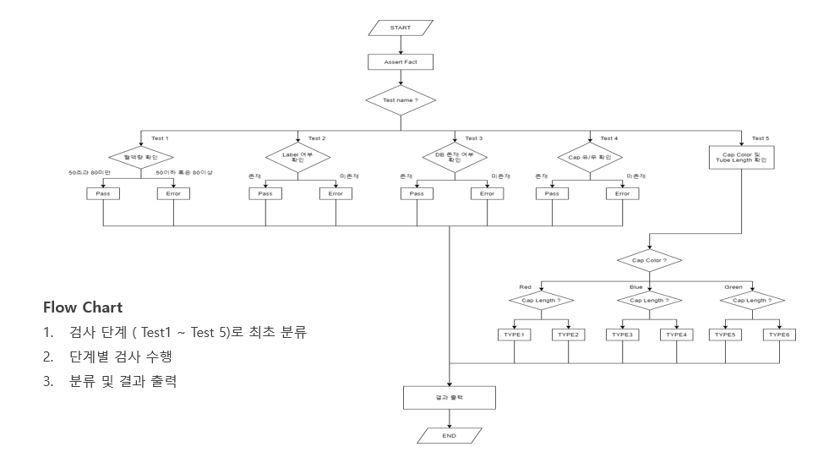 START
Assert Fact
Test name ?
Test 1
Test 2
Test 3
Test 4
Test 5
혈액량 확인
Label 여부
확인
DB 존재 여부
확인
Cap 유/무 확인
Cap Color 및
Tube Length 확인
50초과 80미만
50이하 혹은 80이상
존재
미존재
존재
미존재
존재
미존재
Pass
Error
Pass
Error
Pass
Error
Pass
Error
Cap Color ?
Red
Blue
Green
Cap Length ?
Cap Length ?
Cap Length ?
TYPE1
TYPE2
TYPE3
TYPE4
TYPE5
TYPE6
Flow Chart
1. 검사 단계 ( Test1 ~ Test 5)로 최초 분류
2. 단계별 검사 수행
3. 분류 및 결과 출력
결과 출력
END